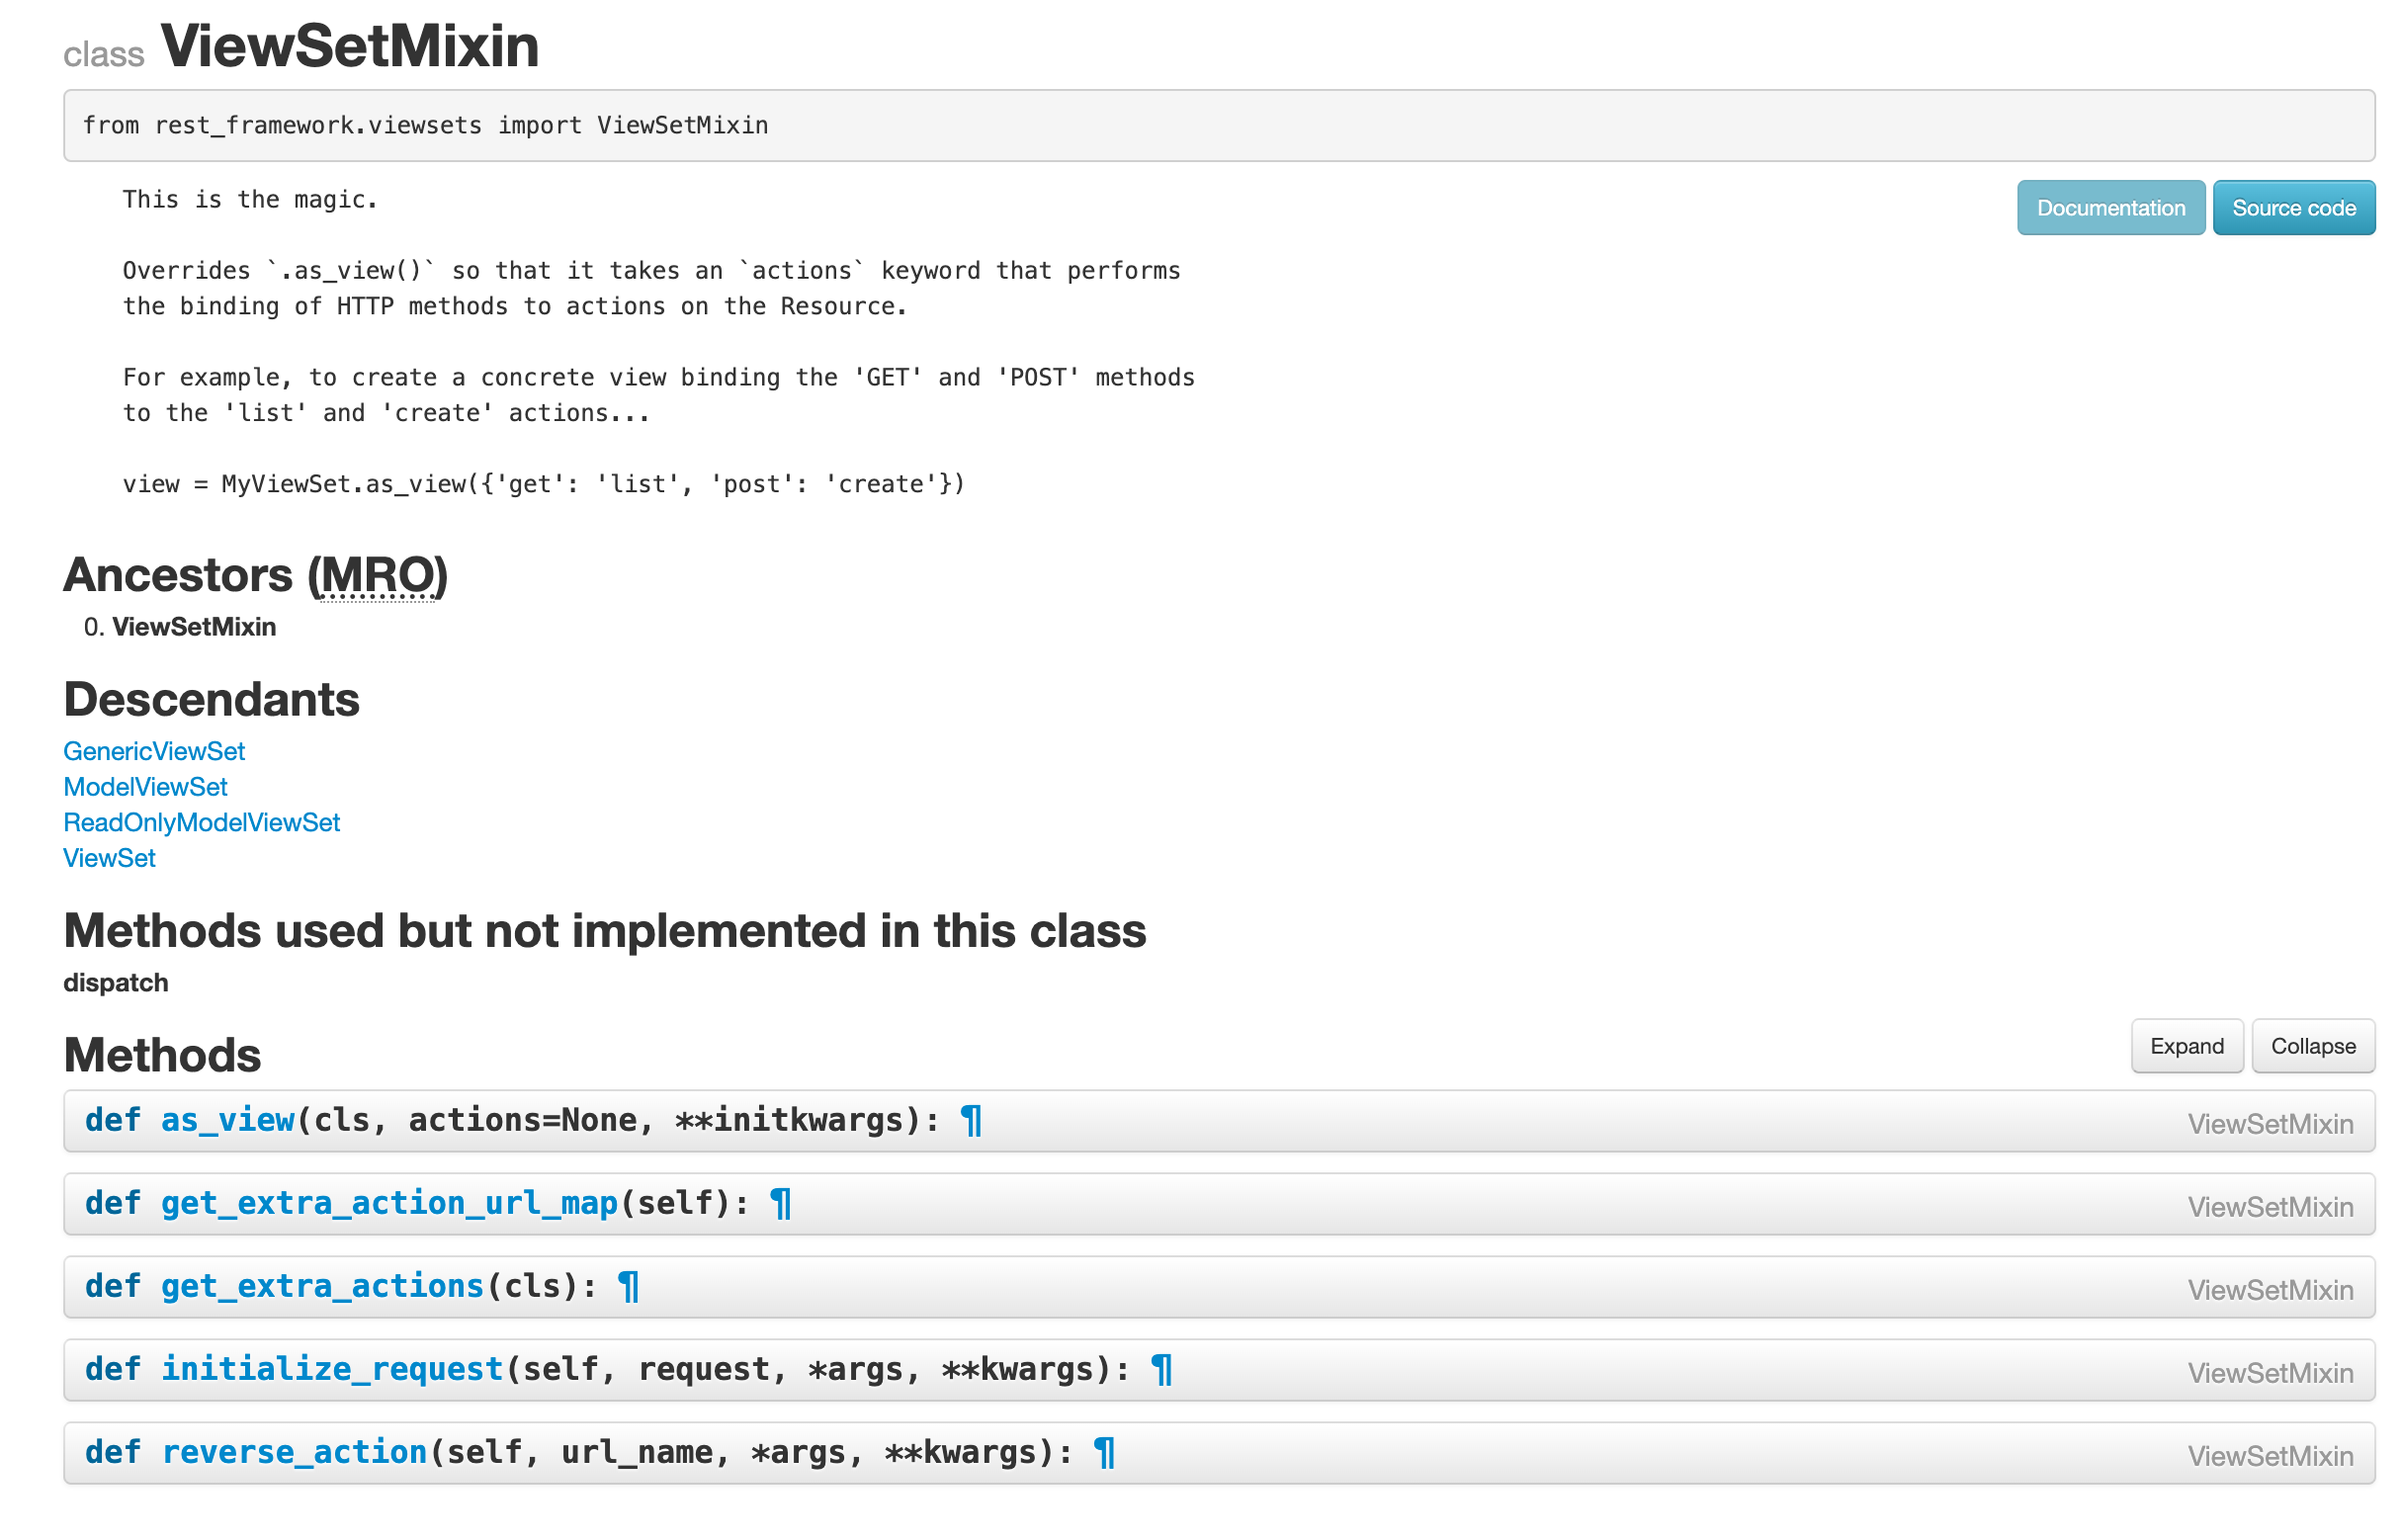 class ViewSetMixin
from rest_framework.viewsets import ViewSetMixin
This is the magic.
Documentation Source code
Overrides `.as_view()` so that it takes an `actions` keyword that performs
the binding of HTTP methods to actions on the Resource.
For example, to create a concrete view binding the 'GET' and 'POST' methods
to the 'list' and 'create' actions...
view = MyViewSet.as_view({'get': 'list', 'post': 'create'})
Ancestors (MRO)
0. ViewSetMixin
Descendants
GenericViewSet
ModelViewSet
ReadOnlyModelViewSet
ViewSet
Methods used but not implemented in this class
dispatch
Methods Expand Collapse
def as_view(cls, actions=None, **initkwargs): ¶ ViewSetMixin
def get_extra_action_url_map(self): ¶ ViewSetMixin
def get_extra_actions(cls): ¶ ViewSetMixin
def initialize_request(self, request, *args, **kwargs): ¶ ViewSetMixin
def reverse_action(self, url_name, *args, **kwargs): ¶ ViewSetMixin